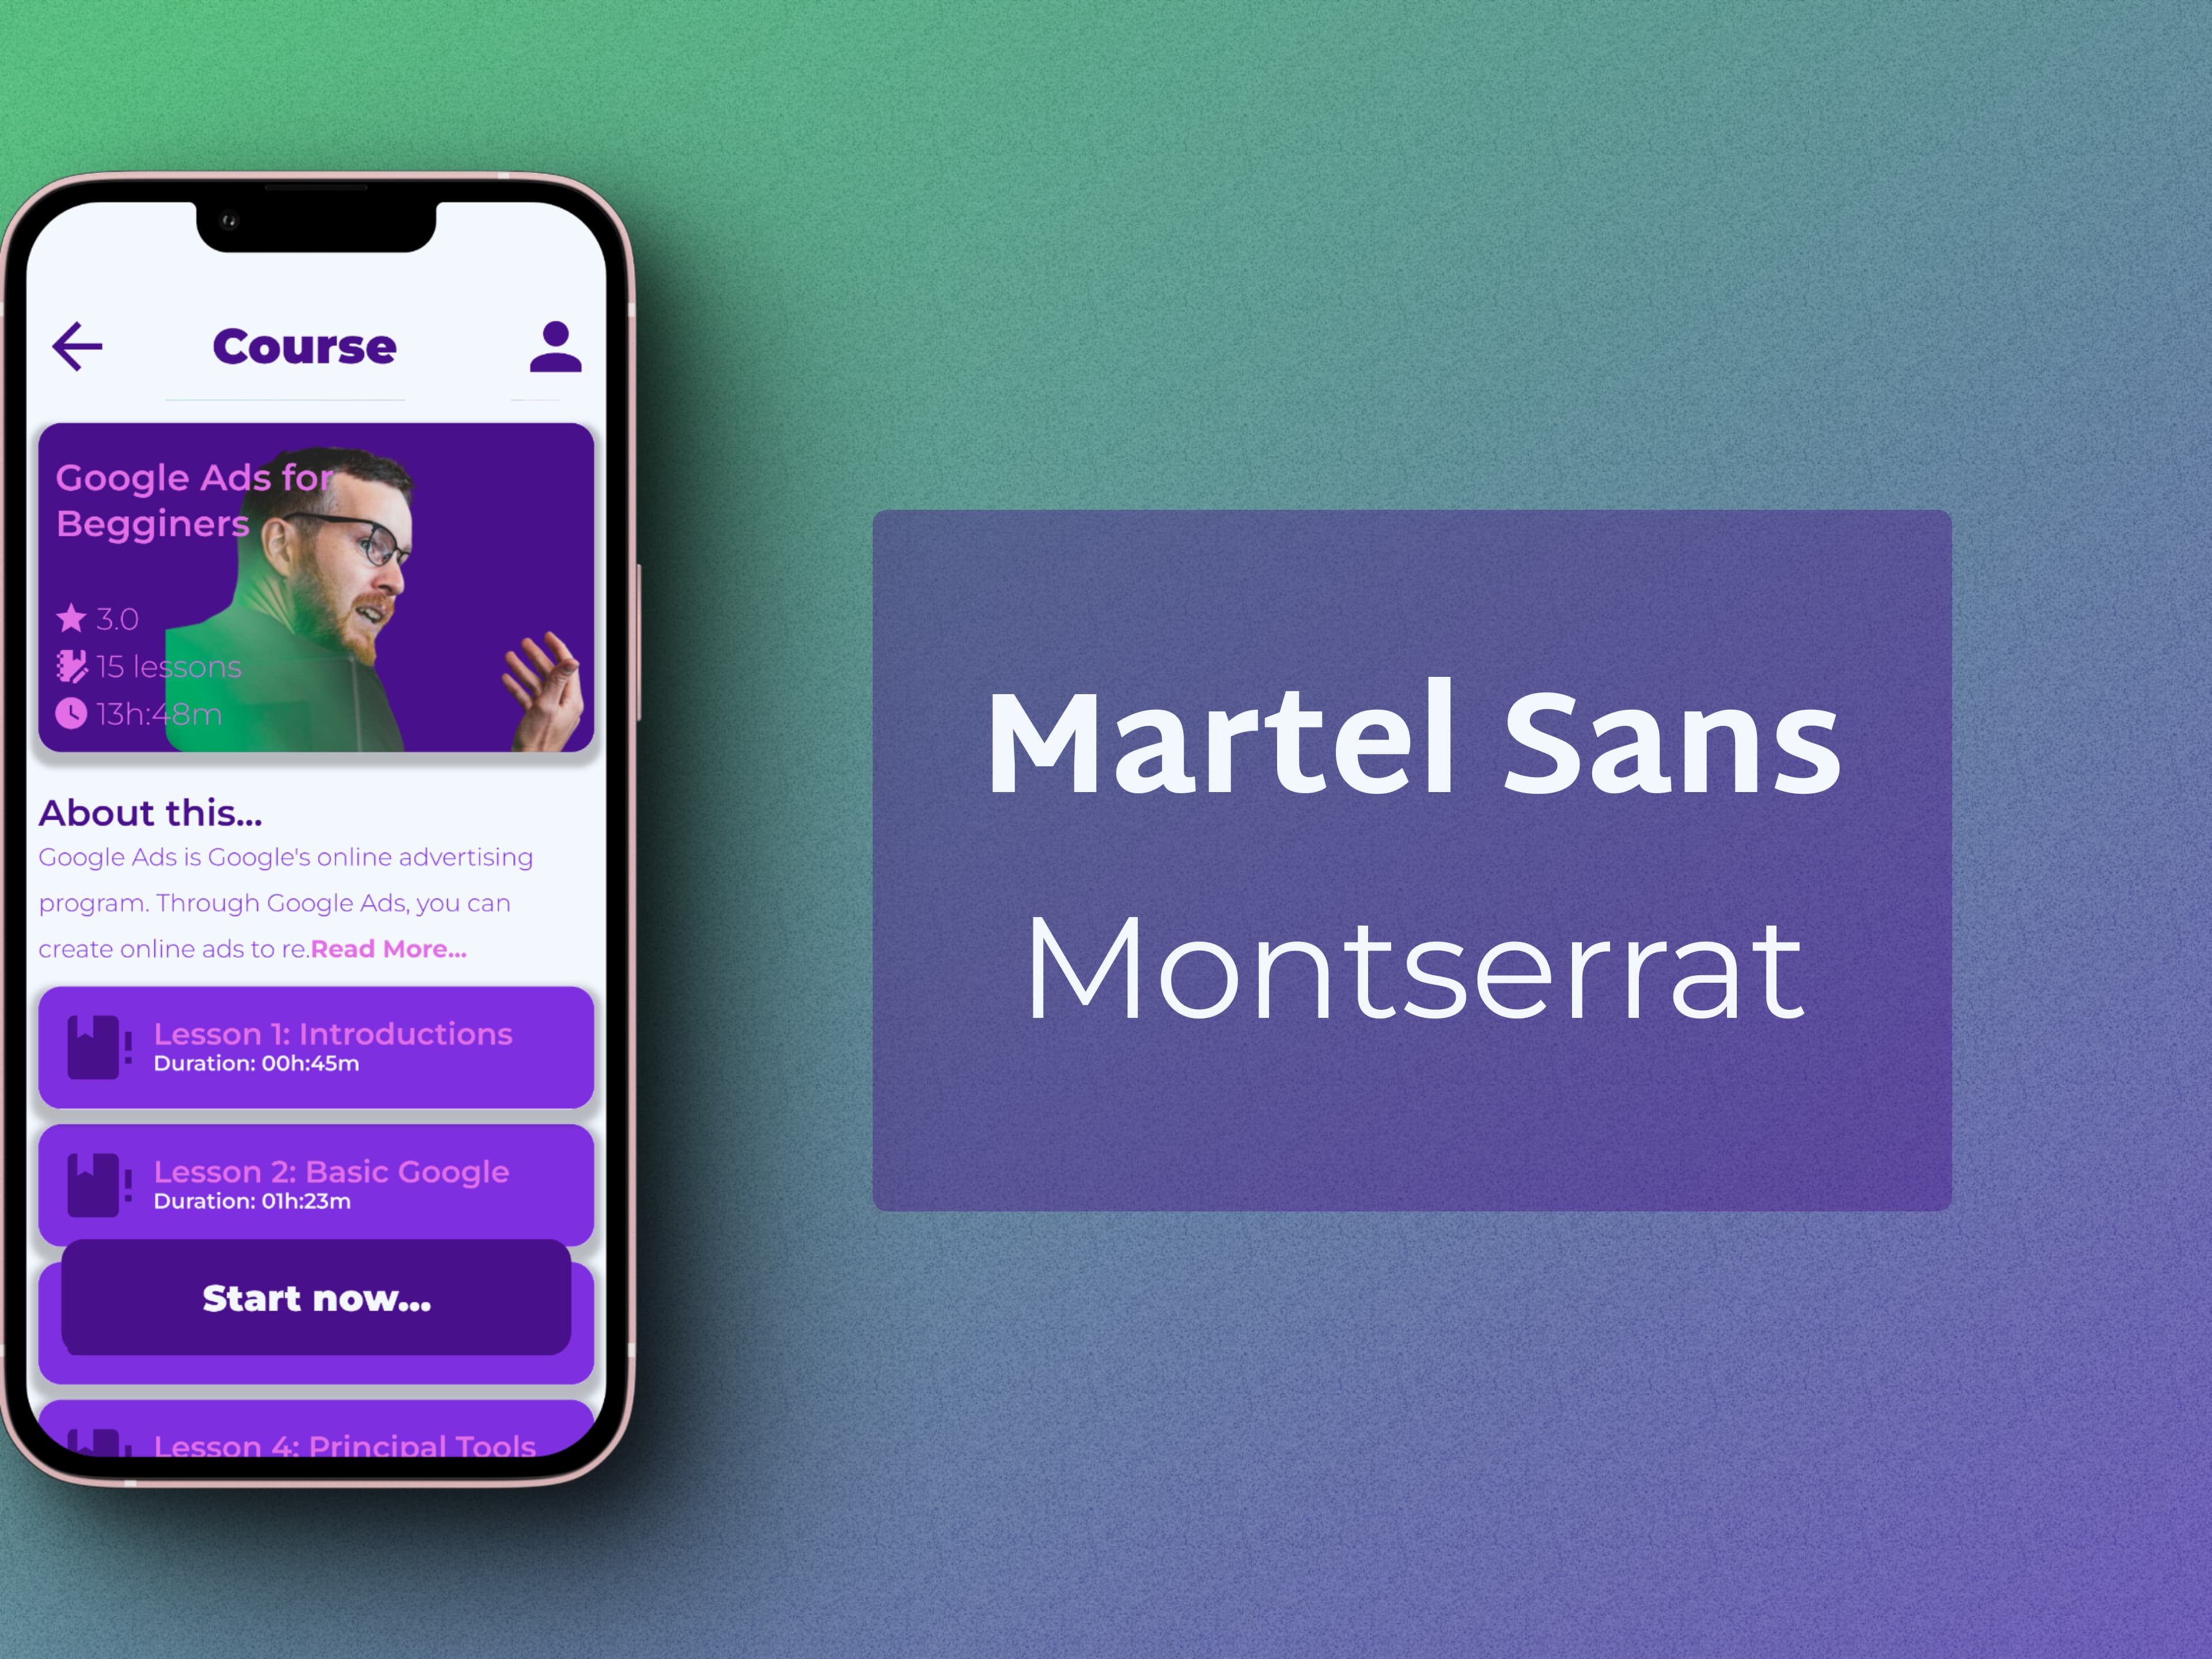 Course
Google Ads for
Begginers
3.0
15 lessons
13h:48m
About this...
Google Ads is Google's online advertising
program. Through Google Ads, you can
create online ads to re.Read More...
Lesson 1: Introductions
Duration: 00h:45m
Lesson 2: Basic Google
Duration: 01h:23m
Start now...
Lesson 4: Principal Tools
Martel Sans
Montserrat